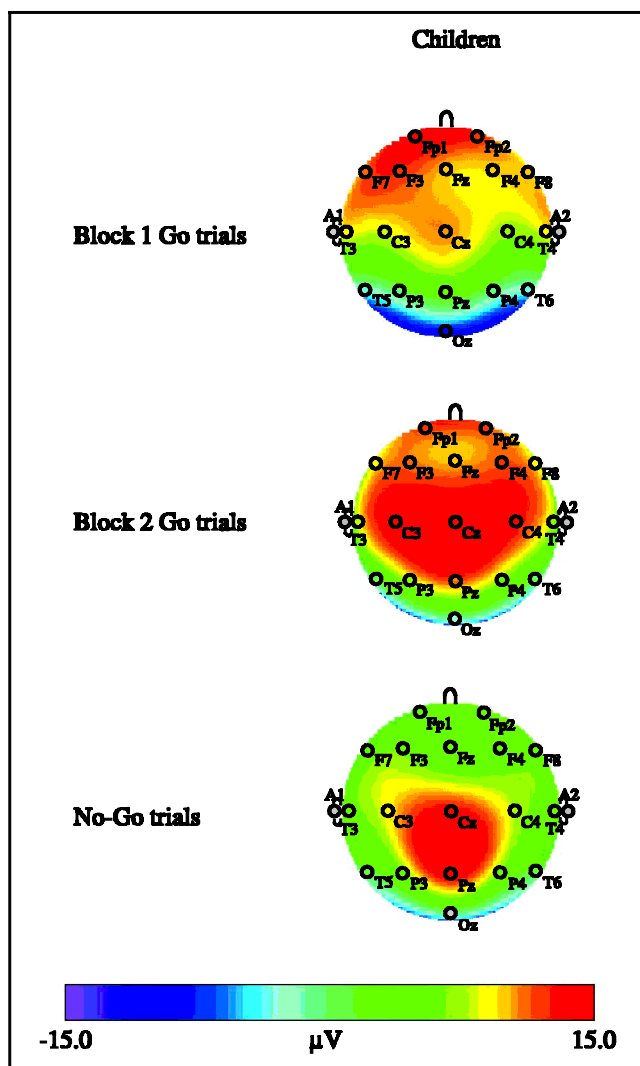 Children
Fp1 Fp2
F7 F3 Fz F4 F8
A1 A2
Block 1 Go trials
T3 C3 Cz C4 T4
T5 P3 Pz P4 T6
Oz
Fp1 Fp2
F7 F3 Fz F4 F8
A1 A2
Block 2 Go trials
T3 C3 Cz C4 T4
T5 P3 Pz P4 T6
Oz
Fp1 Fp2
F7 F3 Fz F4 F8
A1 A2
No-Go trials
T3 C3 Cz C4 T4
T5 P3 Pz P4 T6
Oz
-15.0 µV 15.0